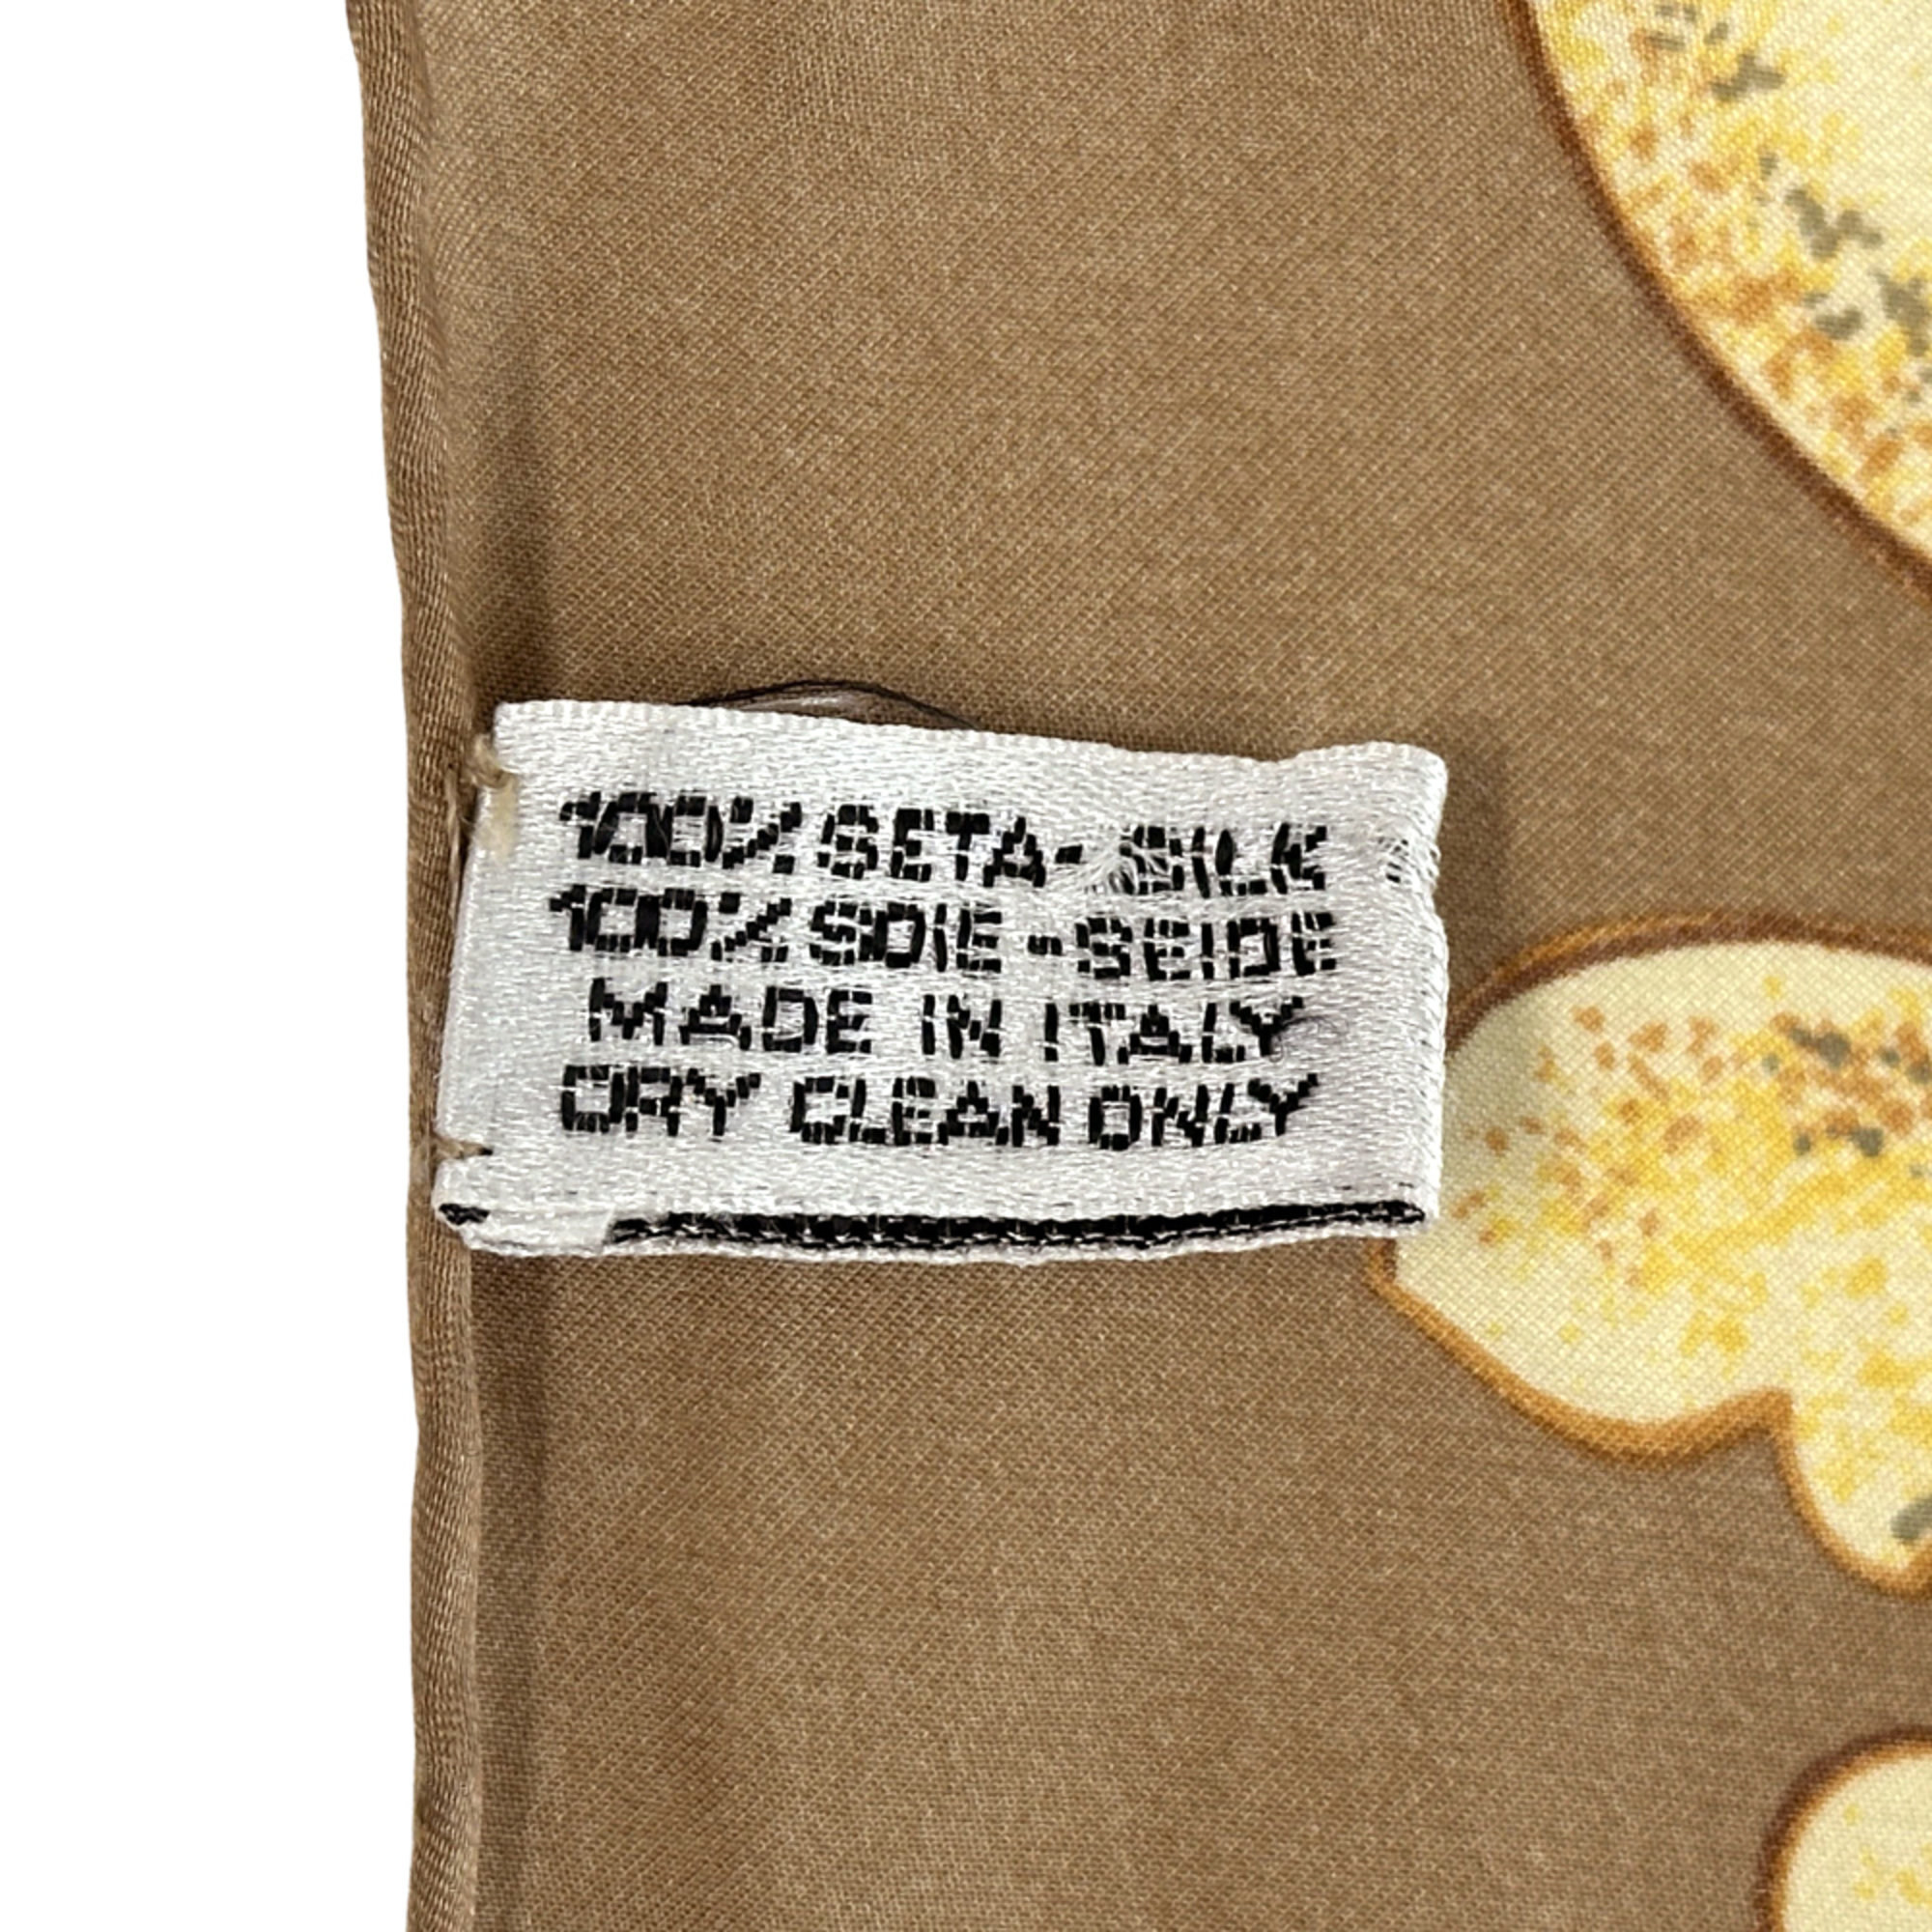 100% SETA - SILK
100% SOIE - SEIDE
MADE IN ITALY
DRY CLEAN ONLY